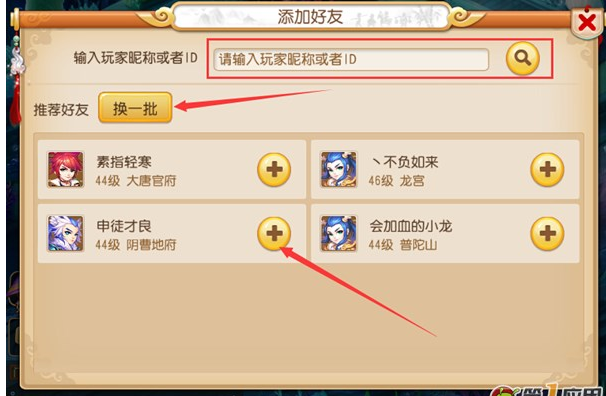 添加好友
输入玩家昵称或者ID 请输入玩家昵称或者ID
推荐好友 换一批
素指轻寒
44级 大唐官府
丶不负如来
46级 龙宫
申徒才良
44级 阴曹地府
会加血的小龙
44级 普陀山